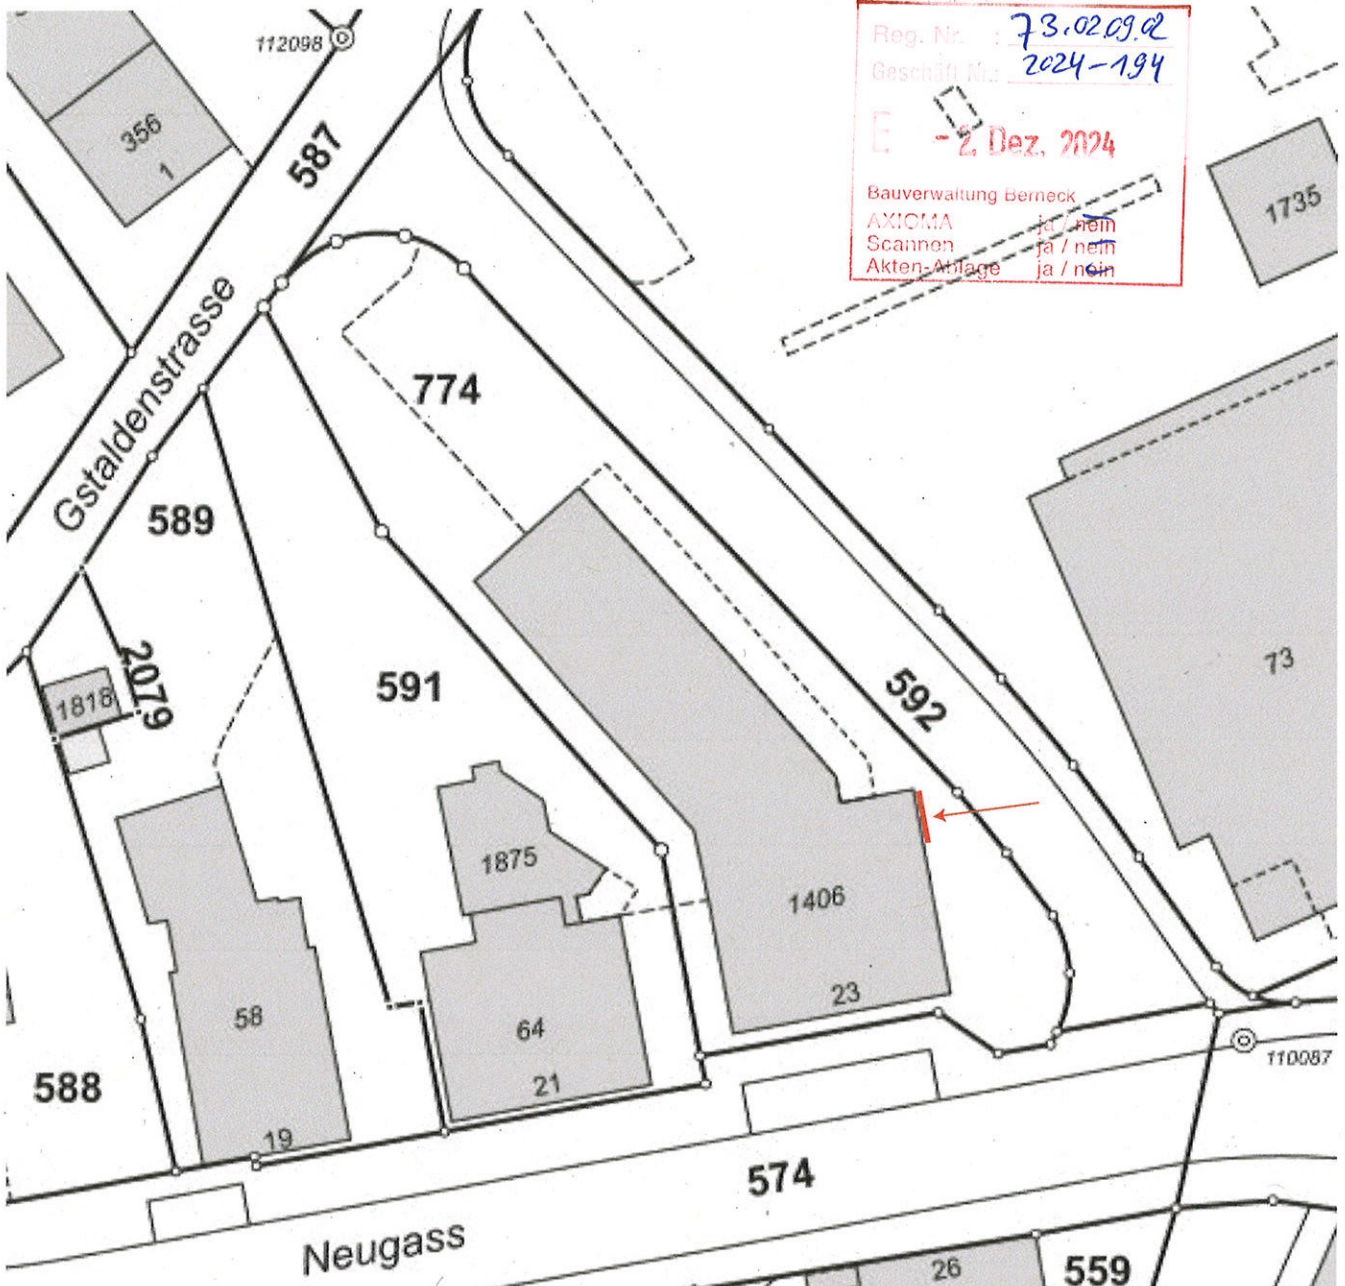 112098
Reg. Nr. : 73.02.09.02
Geschäft Nr.: 2024-194
E - 2. Dez. 2024
Bauverwaltung Berneck
AXIOMA ja / nein
Scannen ja / nein
Akten-Ablage ja / nein
356
1
587
1735
Gstaldenstrasse
774
589
2079
1818
591
592
73
1875
1406
23
58
64
21
19
588
110087
574
Neugass
26
559